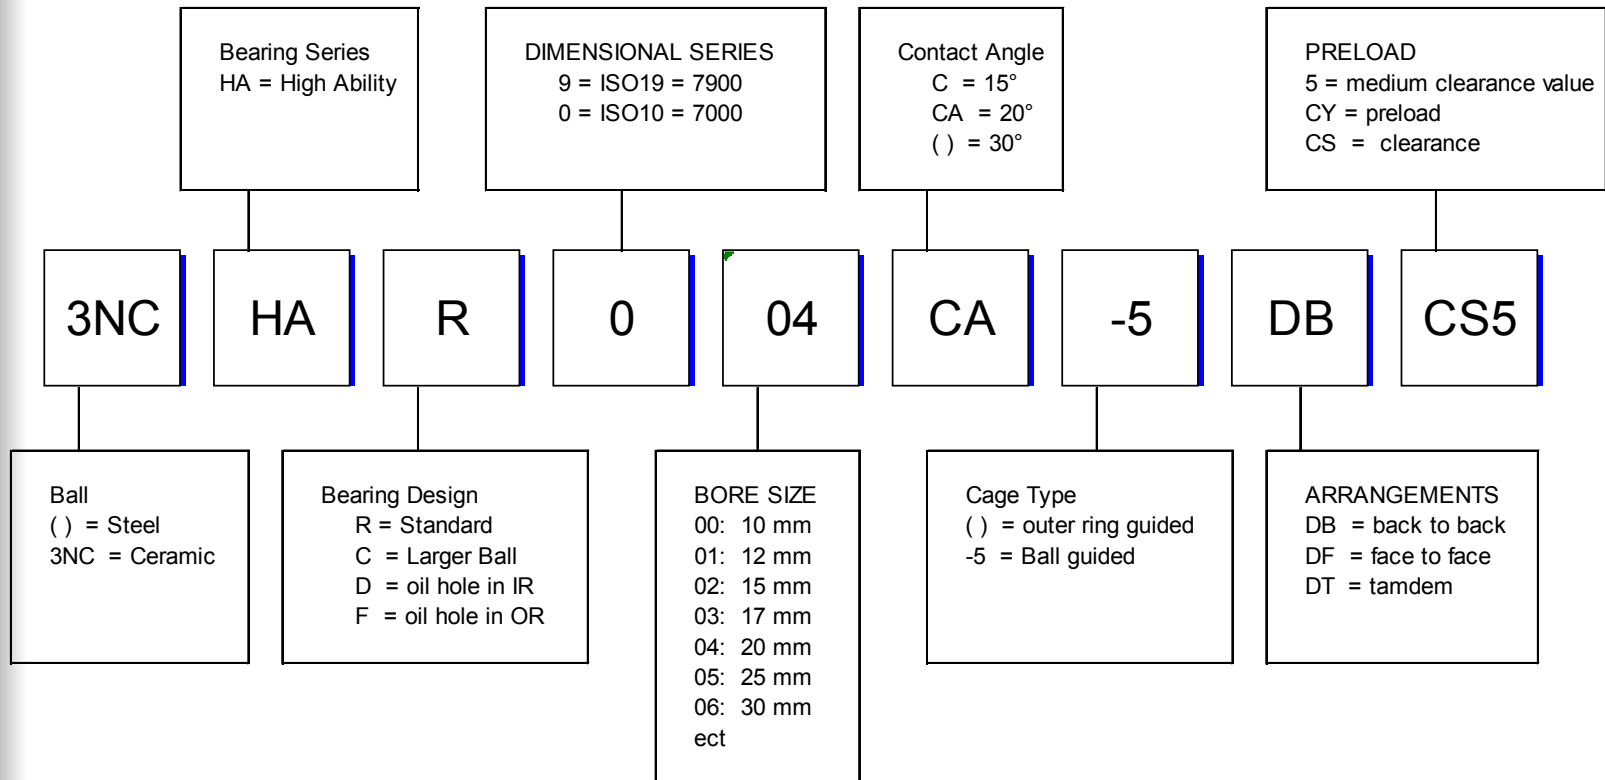 Bearing Series
HA = High Ability
DIMENSIONAL SERIES
9 = ISO19 = 7900
0 = ISO10 = 7000
Contact Angle
C = 15°
CA = 20°
( ) = 30°
PRELOAD
5 = medium clearance value
CY = preload
CS = clearance
3NC HA R 0 04 CA -5 DB CS5
Ball
( ) = Steel
3NC = Ceramic
Bearing Design
R = Standard
C = Larger Ball
D = oil hole in IR
F = oil hole in OR
BORE SIZE
00: 10 mm
01: 12 mm
02: 15 mm
03: 17 mm
04: 20 mm
05: 25 mm
06: 30 mm
ect
Cage Type
( ) = outer ring guided
-5 = Ball guided
ARRANGEMENTS
DB = back to back
DF = face to face
DT = tamdem